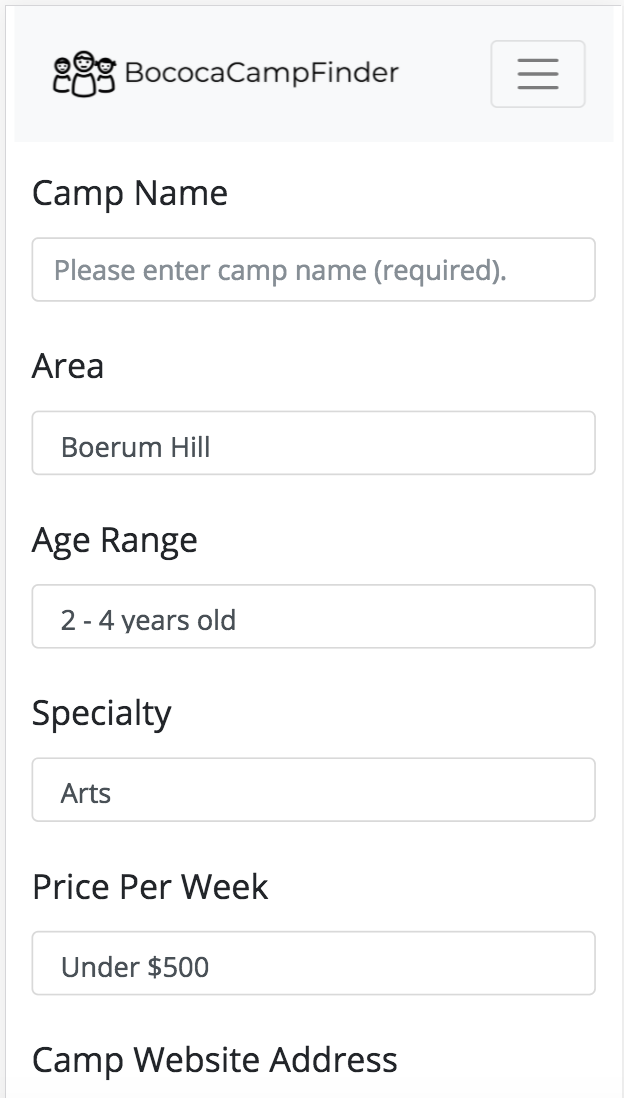 BococaCampFinder
Camp Name
Please enter camp name (required).
Area
Boerum Hill
Age Range
2 - 4 years old
Specialty
Arts
Price Per Week
Under $500
Camp Website Address